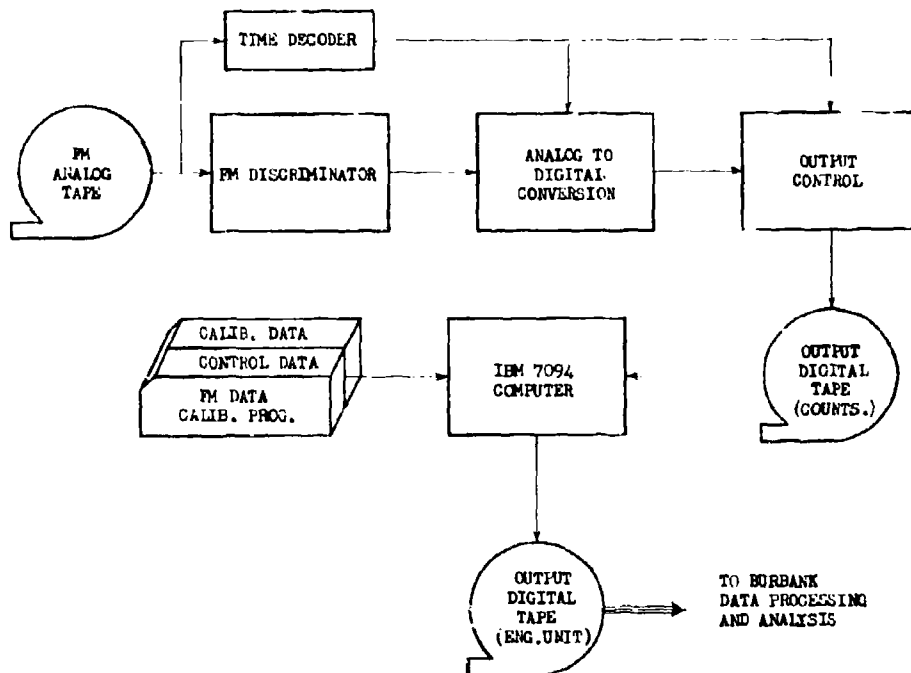 TIME DECODER
FM
ANALOG
TAPE
FM DISCRIMINATOR
ANALOG TO
DIGITAL
CONVERSION
OUTPUT
CONTROL
CALIB. DATA
CONTROL DATA
FM DATA
CALIB. PROG.
IBM 7094
COMPUTER
OUTPUT
DIGITAL
TAPE
(COUNTS.)
OUTPUT
DIGITAL
TAPE
(ENG.UNIT)
TO BURBANK
DATA PROCESSING
AND ANALYSIS